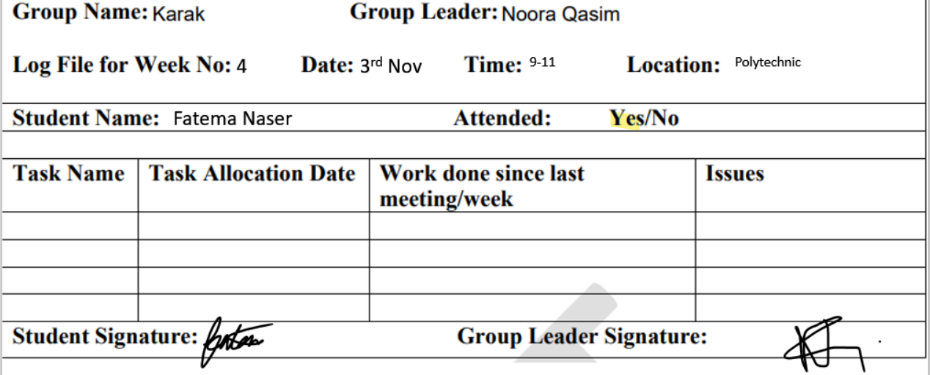 Group Name: Karak Group Leader: Noora Qasim
Log File for Week No: 4 Date: 3rd Nov Time: 9-11 Location: Polytechnic
Student Name: Fatema Naser Attended: Yes/No
Task Name Task Allocation Date Work done since last meeting/week Issues
Student Signature: Group Leader Signature: